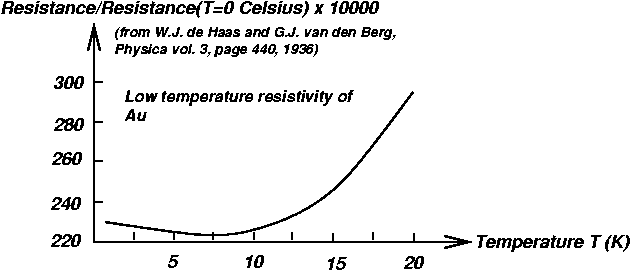 Resistance/Resistance(T=0 Celsius) x 10000
(from W.J. de Haas and G.J. van den Berg,
Physica vol. 3, page 440, 1936)
Low temperature resistivity of
Au
300
280
260
240
220
5 10 15 20
Temperature T (K)